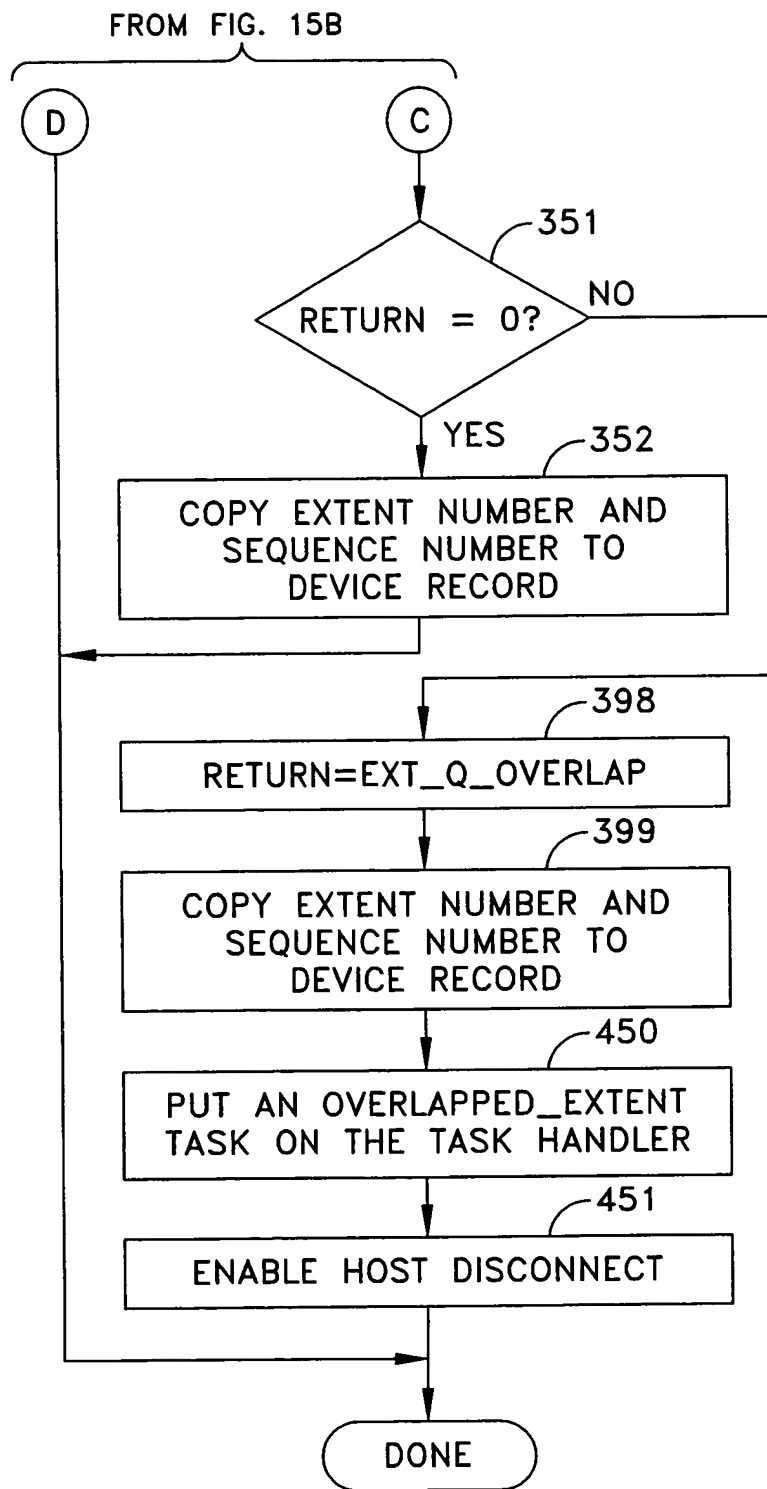 FROM FIG. 15B
D
C
351
RETURN = 0?
NO
YES
352
COPY EXTENT NUMBER AND
SEQUENCE NUMBER TO
DEVICE RECORD
398
RETURN=EXT_Q_OVERLAP
399
COPY EXTENT NUMBER AND
SEQUENCE NUMBER TO
DEVICE RECORD
450
PUT AN OVERLAPPED_EXTENT
TASK ON THE TASK HANDLER
451
ENABLE HOST DISCONNECT
DONE